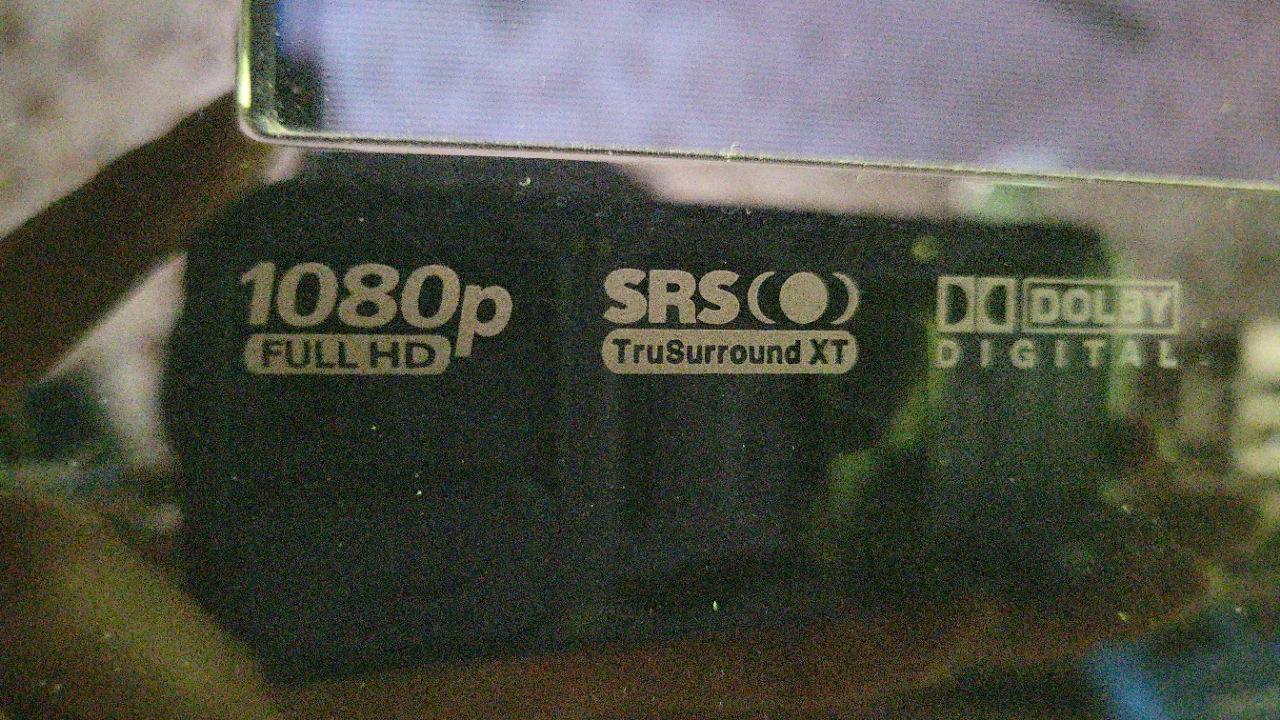 1080p
FULL HD
SRS
TruSurround XT
DOLBY
DIGITAL